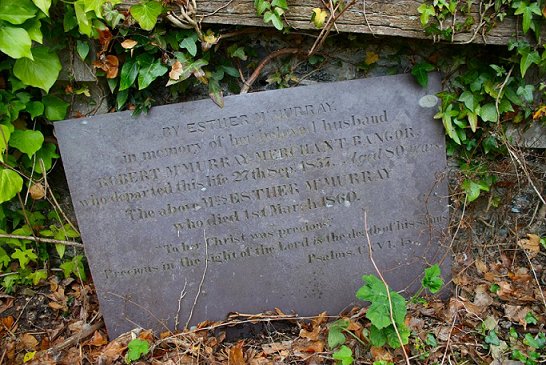 BY ESTHER MᶜMURRAY,
in memory of her beloved husband
ROBERT MᶜMURRAY, MERCHANT, BANGOR.
who departed this life 27th Sep. 1857. Aged 80 years
The above MRS ESTHER MᶜMURRAY
who died 1st March 1860.
"To her Christ was precious"
Precious in the sight of the Lord is the death of his saints
Psalms